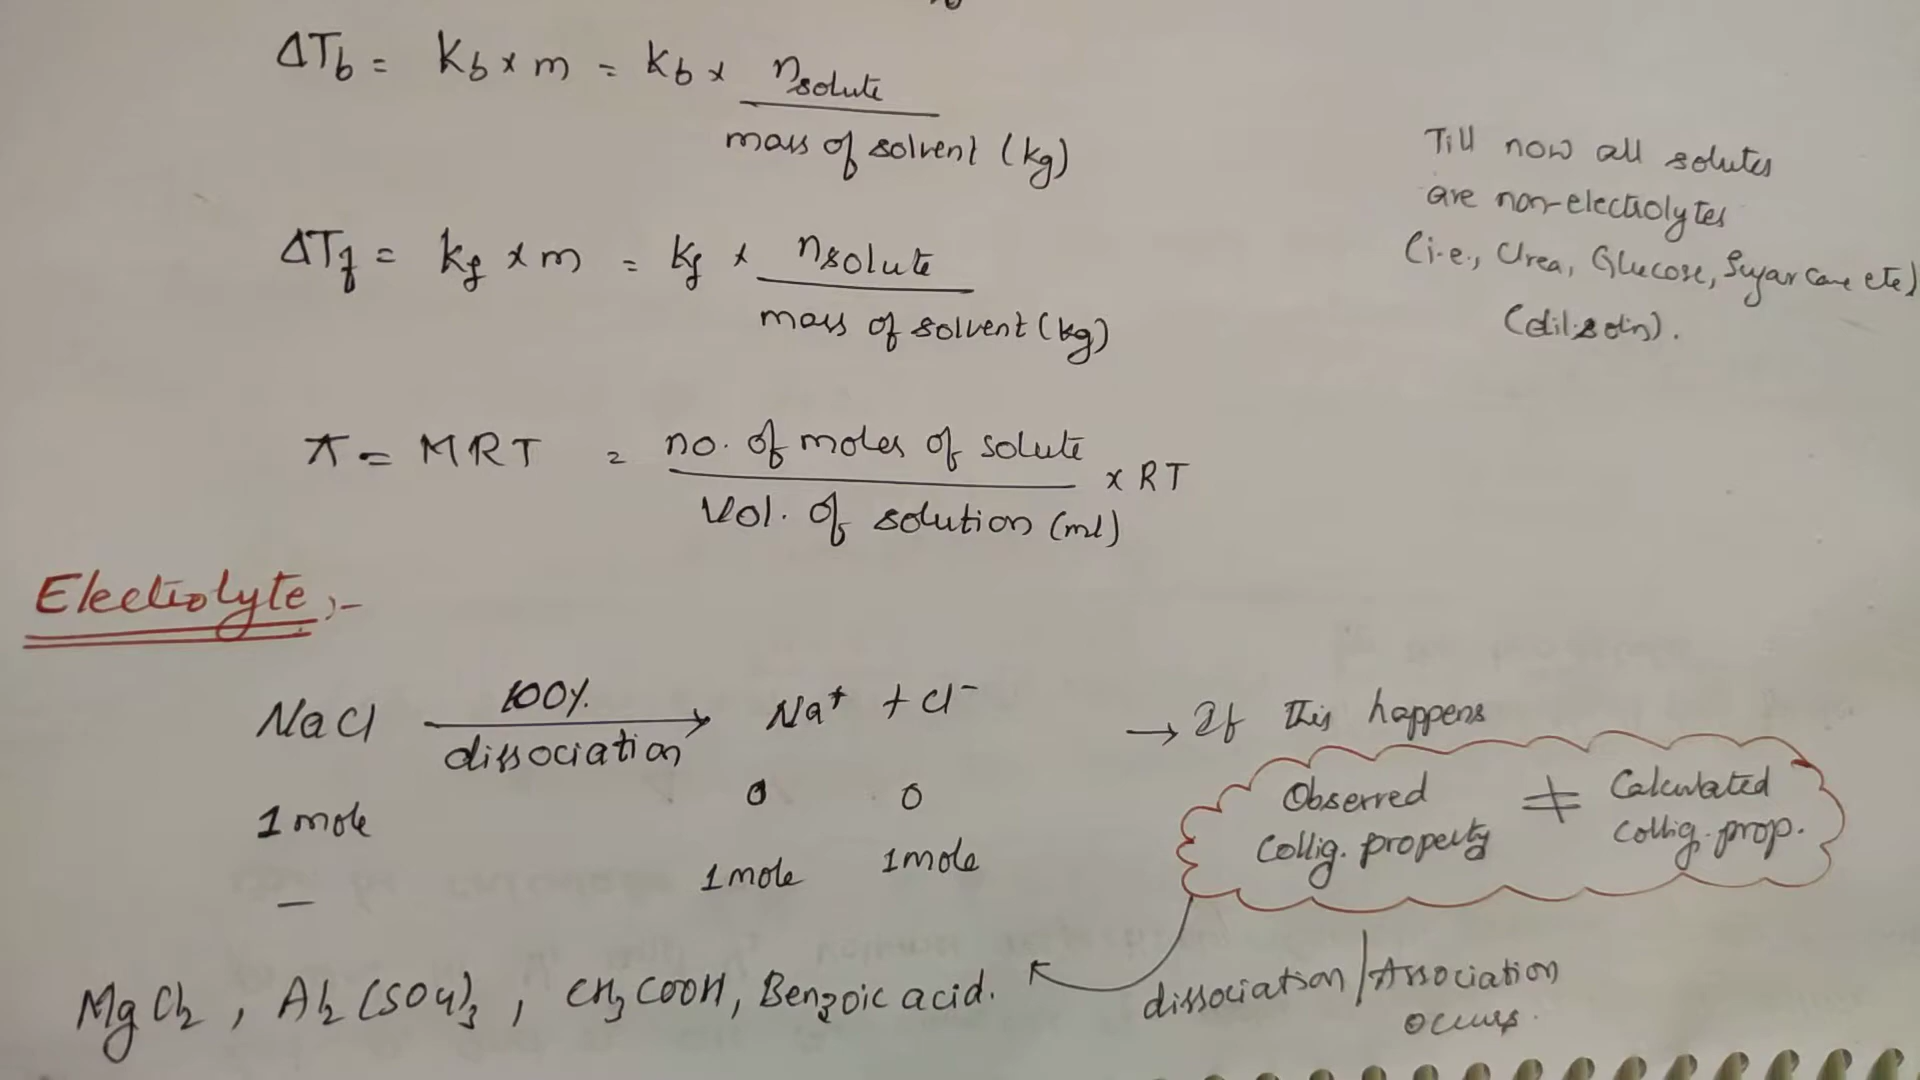 ΔTb = Kb × m = Kb × nsolute / mass of solvent (kg)
Till now all solutes
are non-electrolytes
(i.e., Urea, Glucose, Sugar cane etc)
(dil. soln).
ΔTf = Kf × m = Kf × nsolute / mass of solvent (kg)
π = MRT = no. of moles of solute / Vol. of solution (ml) × RT
Electrolyte :-
NaCl 100% dissociation → Na⁺ + Cl⁻
1 mole 0 0
1 mole 1 mole
—
→ If this happens
Observed ≠ Calculated
Collig. property collig. prop.
dissociation / Association
occurs.
MgCl₂, Al₂(SO₄)₃, CH₃COOH, Benzoic acid.